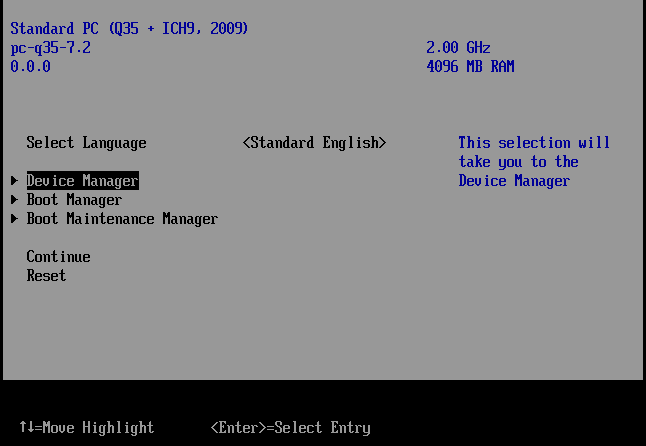 Standard PC (Q35 + ICH9, 2009)
pc-q35-7.2 2.00 GHz
0.0.0 4096 MB RAM
Select Language <Standard English> This selection will
take you to the
Device Manager Device Manager
Boot Manager
Boot Maintenance Manager
Continue
Reset
↑↓=Move Highlight <Enter>=Select Entry